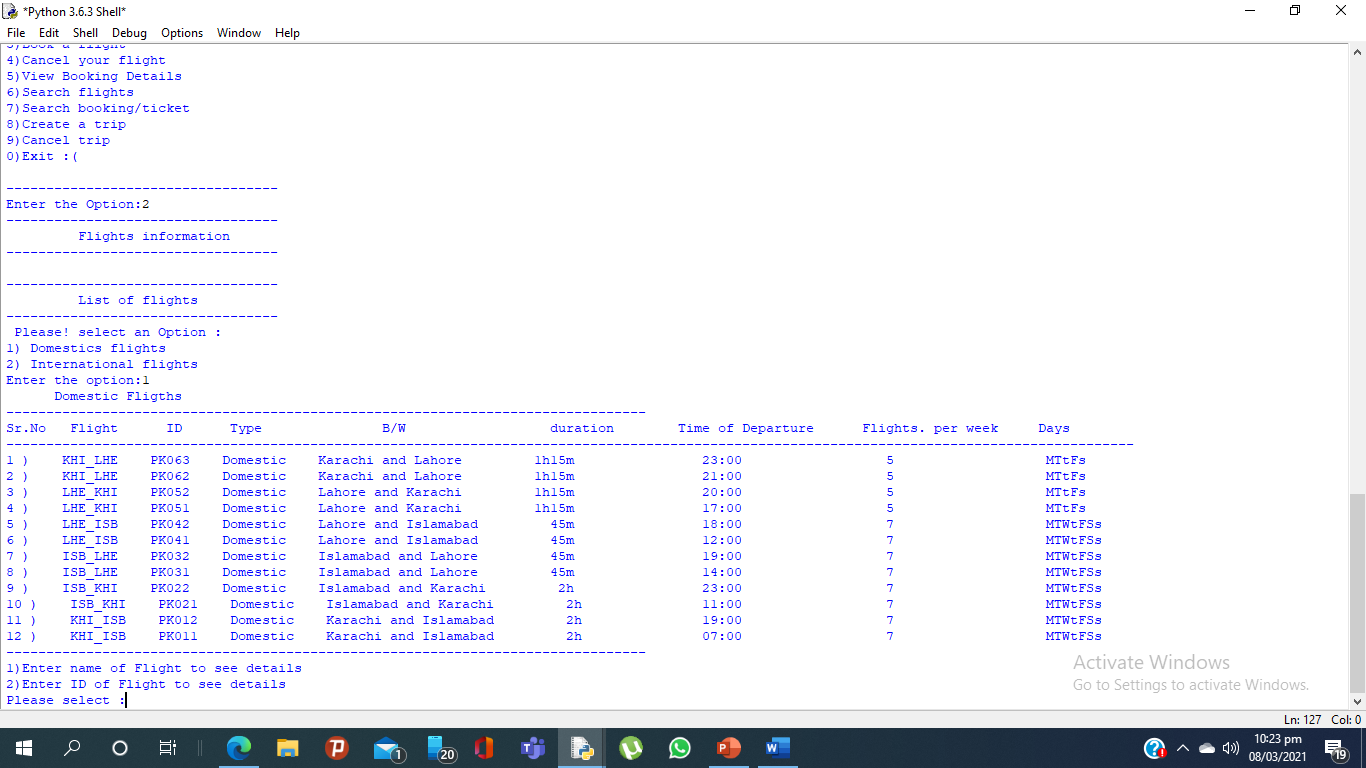 *Python 3.6.3 Shell*
File Edit Shell Debug Options Window Help
3)Book a flight
4)Cancel your flight
5)View Booking Details
6)Search flights
7)Search booking/ticket
8)Create a trip
9)Cancel trip
0)Exit :(
----------------------------------
Enter the Option:2
----------------------------------
Flights information
----------------------------------
----------------------------------
List of flights
----------------------------------
Please! select an Option :
1) Domestics flights
2) International flights
Enter the option:1
Domestic Fligths
--------------------------------------------------------------------------------
Sr.No Flight ID Type B/W duration Time of Departure Flights. per week Days
---------------------------------------------------------------------------------------------------------------------------------------------
1 ) KHI_LHE PK063 Domestic Karachi and Lahore 1h15m 23:00 5 MTtFs
2 ) KHI_LHE PK062 Domestic Karachi and Lahore 1h15m 21:00 5 MTtFs
3 ) LHE_KHI PK052 Domestic Lahore and Karachi 1h15m 20:00 5 MTtFs
4 ) LHE_KHI PK051 Domestic Lahore and Karachi 1h15m 17:00 5 MTtFs
5 ) LHE_ISB PK042 Domestic Lahore and Islamabad 45m 18:00 7 MTWtFSs
6 ) LHE_ISB PK041 Domestic Lahore and Islamabad 45m 12:00 7 MTWtFSs
7 ) ISB_LHE PK032 Domestic Islamabad and Lahore 45m 19:00 7 MTWtFSs
8 ) ISB_LHE PK031 Domestic Islamabad and Lahore 45m 14:00 7 MTWtFSs
9 ) ISB_KHI PK022 Domestic Islamabad and Karachi 2h 23:00 7 MTWtFSs
10 ) ISB_KHI PK021 Domestic Islamabad and Karachi 2h 11:00 7 MTWtFSs
11 ) KHI_ISB PK012 Domestic Karachi and Islamabad 2h 19:00 7 MTWtFSs
12 ) KHI_ISB PK011 Domestic Karachi and Islamabad 2h 07:00 7 MTWtFSs
--------------------------------------------------------------------------------
1)Enter name of Flight to see details
2)Enter ID of Flight to see details
Please select :
Activate Windows
Go to Settings to activate Windows.
Ln: 127 Col: 0
1 20 10:23 pm
08/03/2021 19